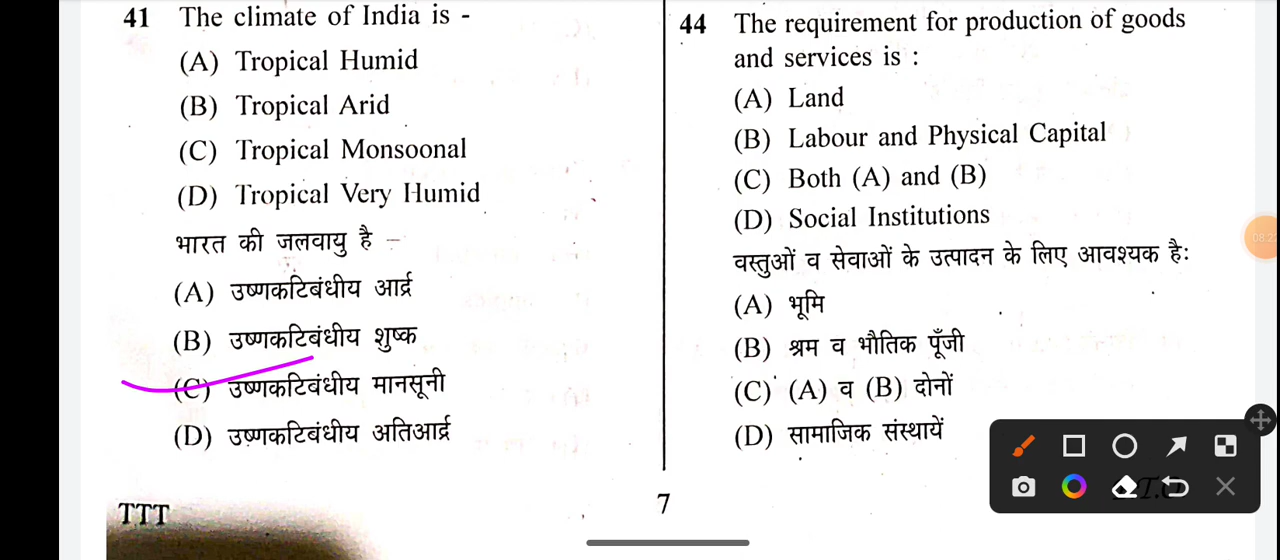 41 The climate of India is -
(A) Tropical Humid
(B) Tropical Arid
(C) Tropical Monsoonal
(D) Tropical Very Humid
भारत की जलवायु है –
(A) उष्णकटिबंधीय आर्द्र
(B) उष्णकटिबंधीय शुष्क
(C) उष्णकटिबंधीय मानसूनी
(D) उष्णकटिबंधीय अतिआर्द्र
44 The requirement for production of goods
and services is :
(A) Land
(B) Labour and Physical Capital
(C) Both (A) and (B)
(D) Social Institutions
वस्तुओं व सेवाओं के उत्पादन के लिए आवश्यक है:
(A) भूमि
(B) श्रम व भौतिक पूँजी
(C) (A) व (B) दोनों
(D) सामाजिक संस्थायें
TTT
7